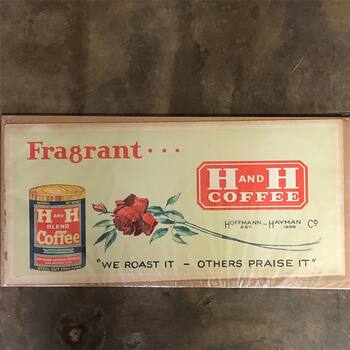 Fragrant...
H AND H
COFFEE
HOFFMANN - HAYMAN CO
EST 1898
H AND H
BLEND
Coffee
"WE ROAST IT - OTHERS PRAISE IT"